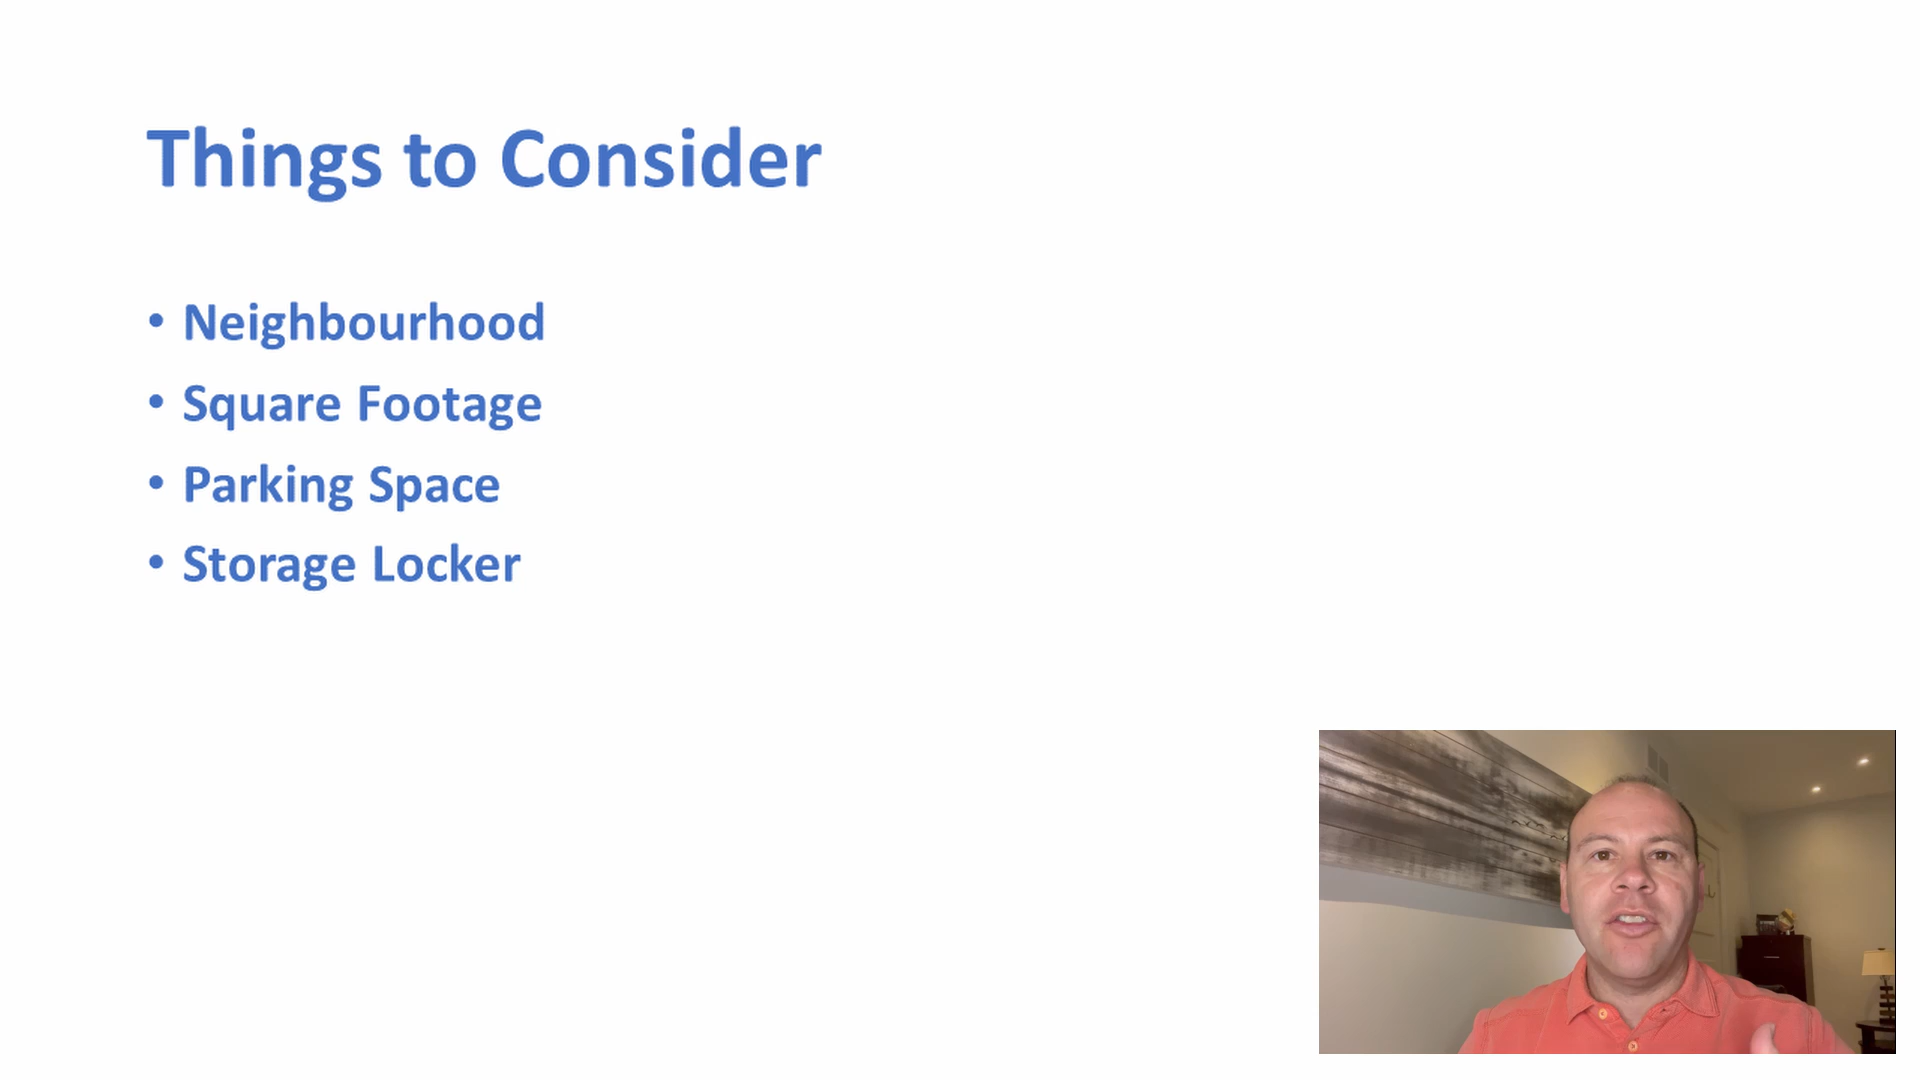 Things to Consider
• Neighbourhood
• Square Footage
• Parking Space
• Storage Locker